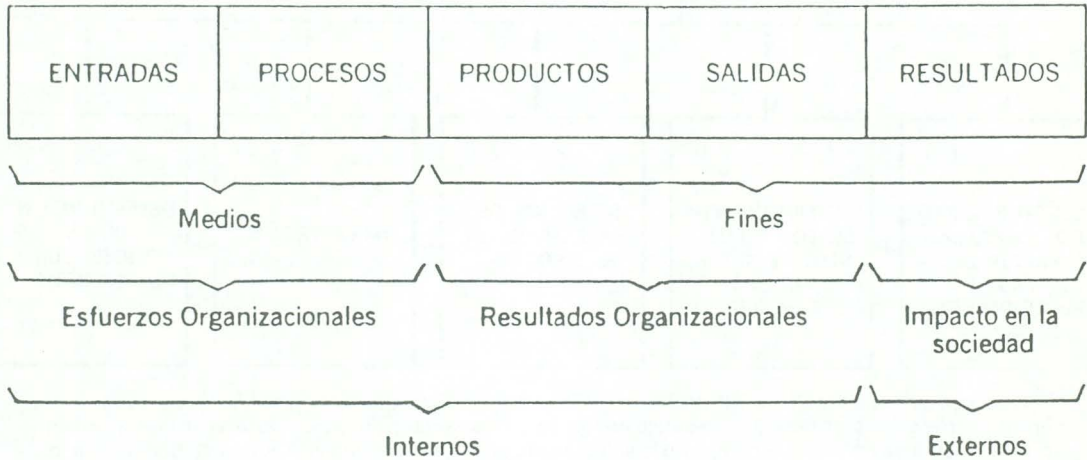 ENTRADAS PROCESOS PRODUCTOS SALIDAS RESULTADOS
Medios Fines
Esfuerzos Organizacionales Resultados Organizacionales Impacto en la
sociedad
Internos Externos